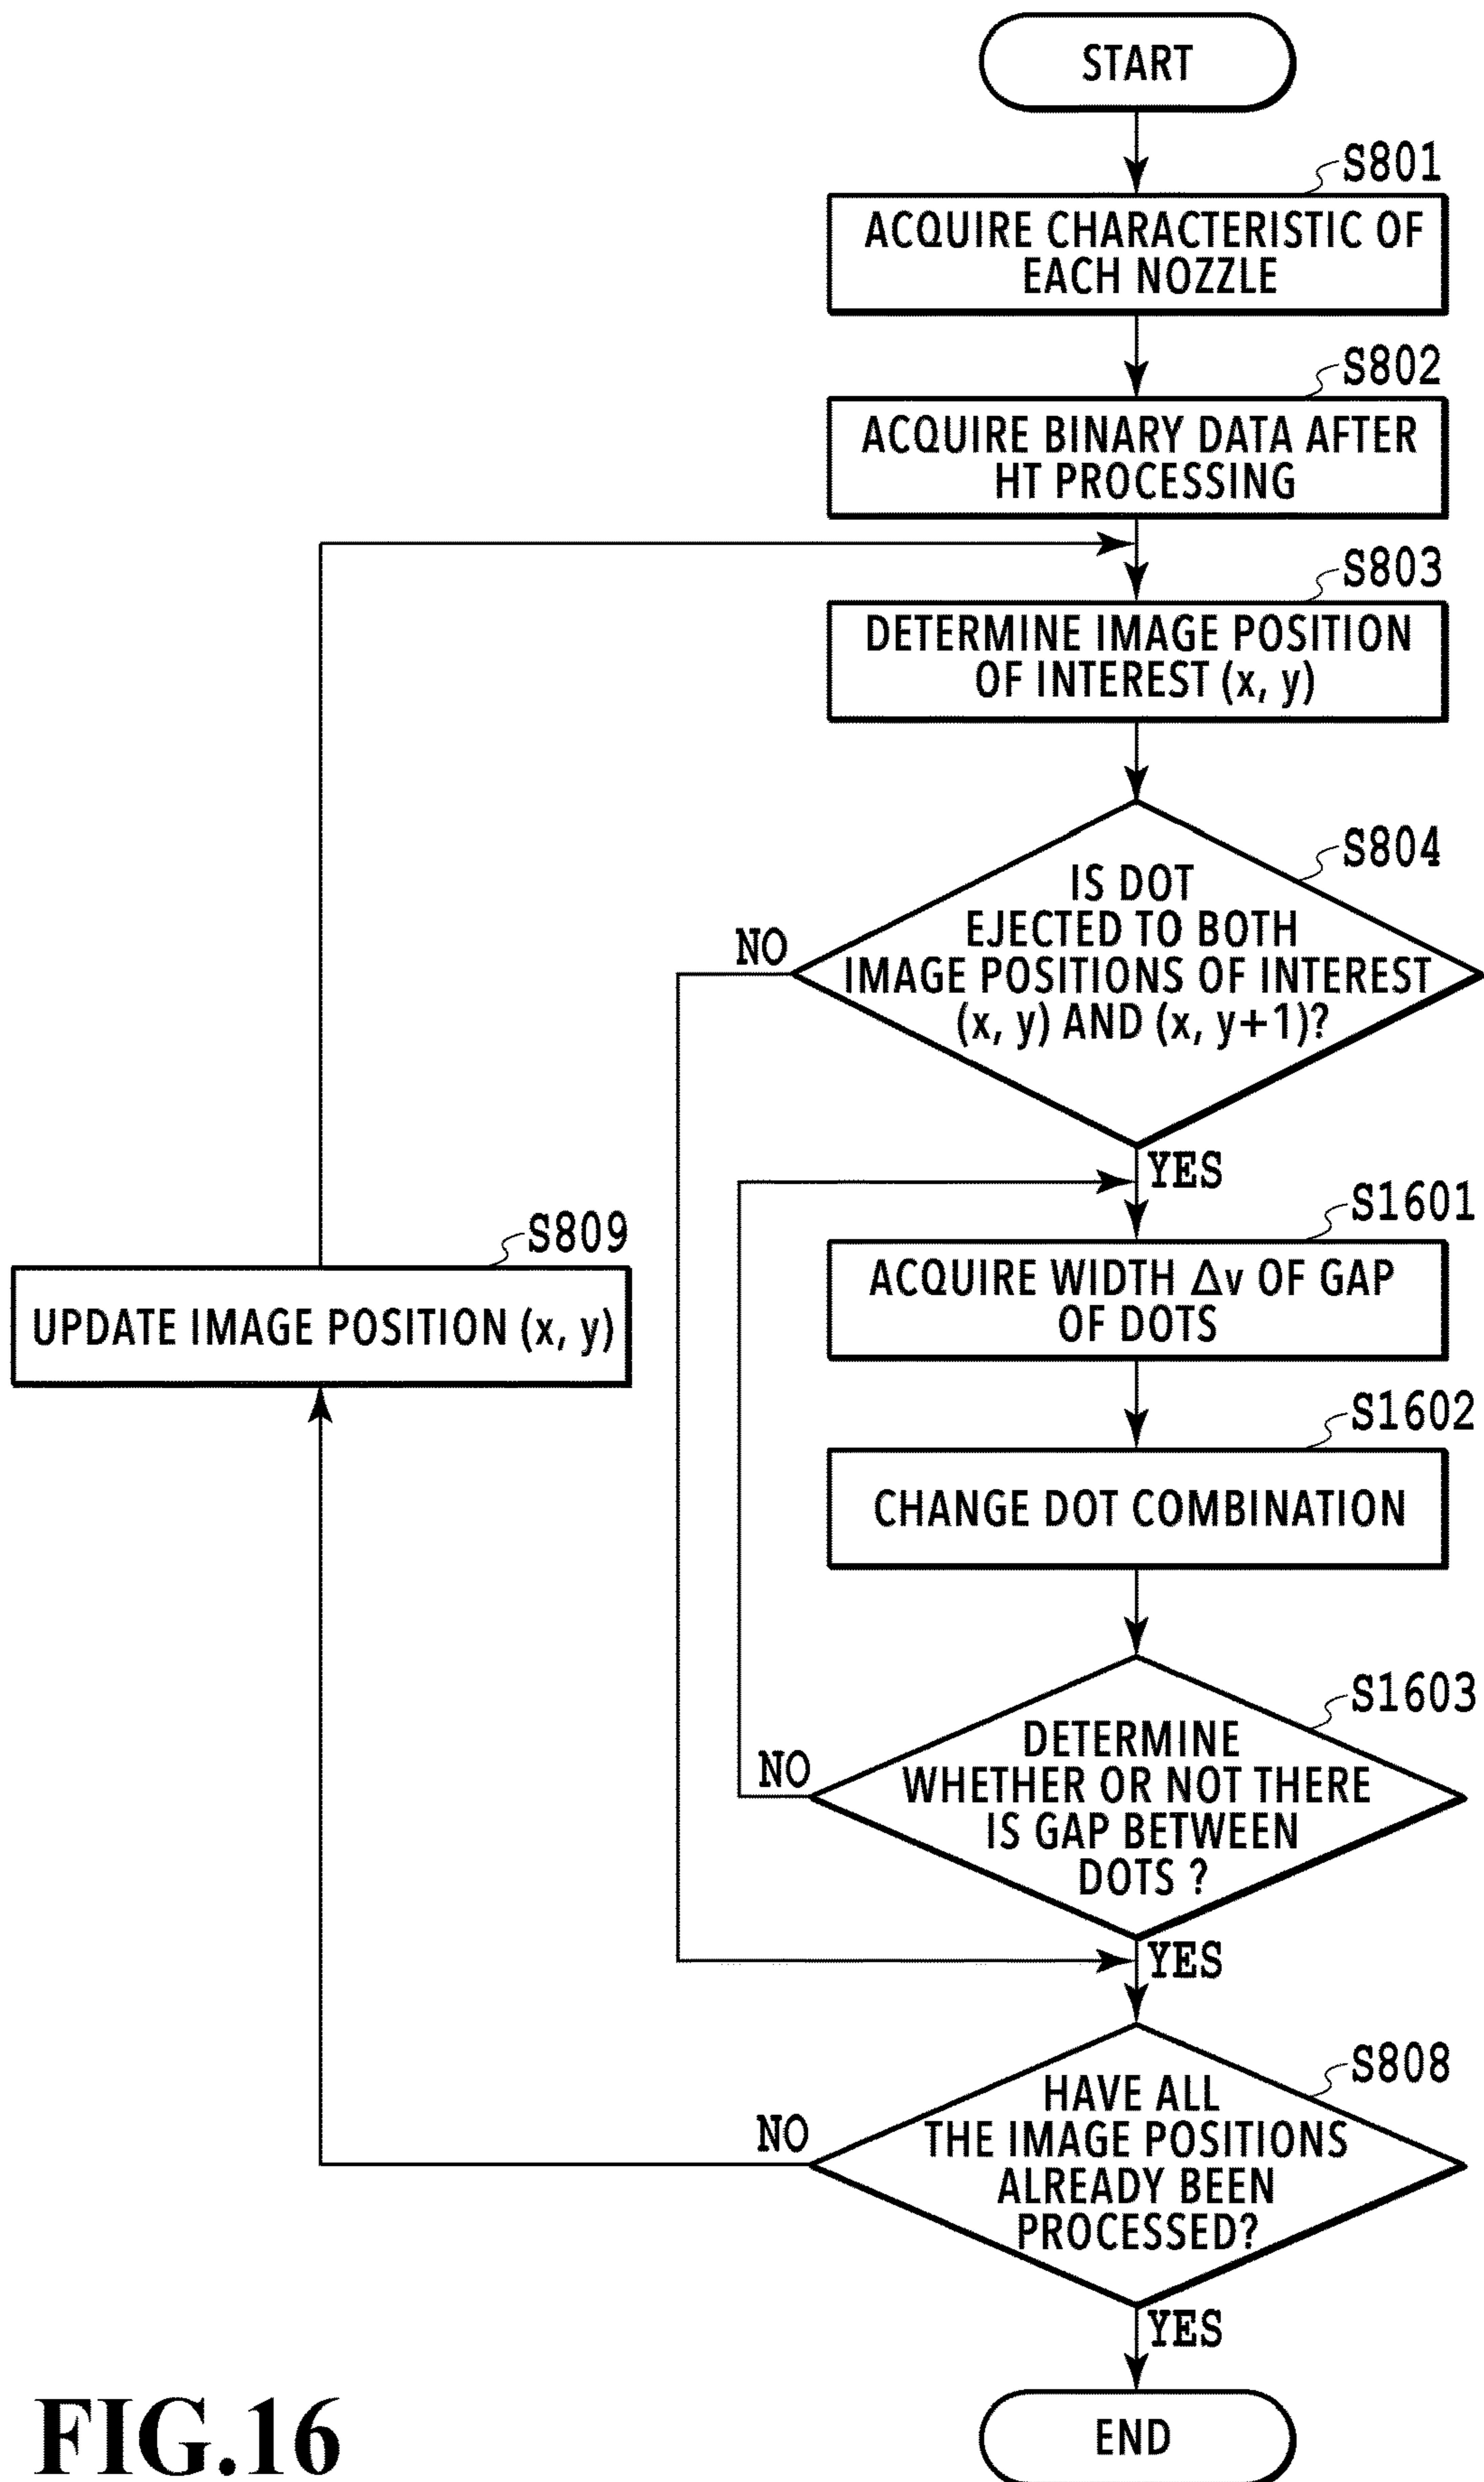 START
S801
ACQUIRE CHARACTERISTIC OF
EACH NOZZLE
S802
ACQUIRE BINARY DATA AFTER
HT PROCESSING
S803
DETERMINE IMAGE POSITION
OF INTEREST (x, y)
S804
IS DOT
EJECTED TO BOTH
IMAGE POSITIONS OF INTEREST
(x, y) AND (x, y+1)?
NO
YES
S1601
ACQUIRE WIDTH Δv OF GAP
OF DOTS
S809
UPDATE IMAGE POSITION (x, y)
S1602
CHANGE DOT COMBINATION
S1603
DETERMINE
WHETHER OR NOT THERE
IS GAP BETWEEN
DOTS ?
NO
YES
S808
HAVE ALL
THE IMAGE POSITIONS
ALREADY BEEN
PROCESSED?
NO
YES
END
FIG.16